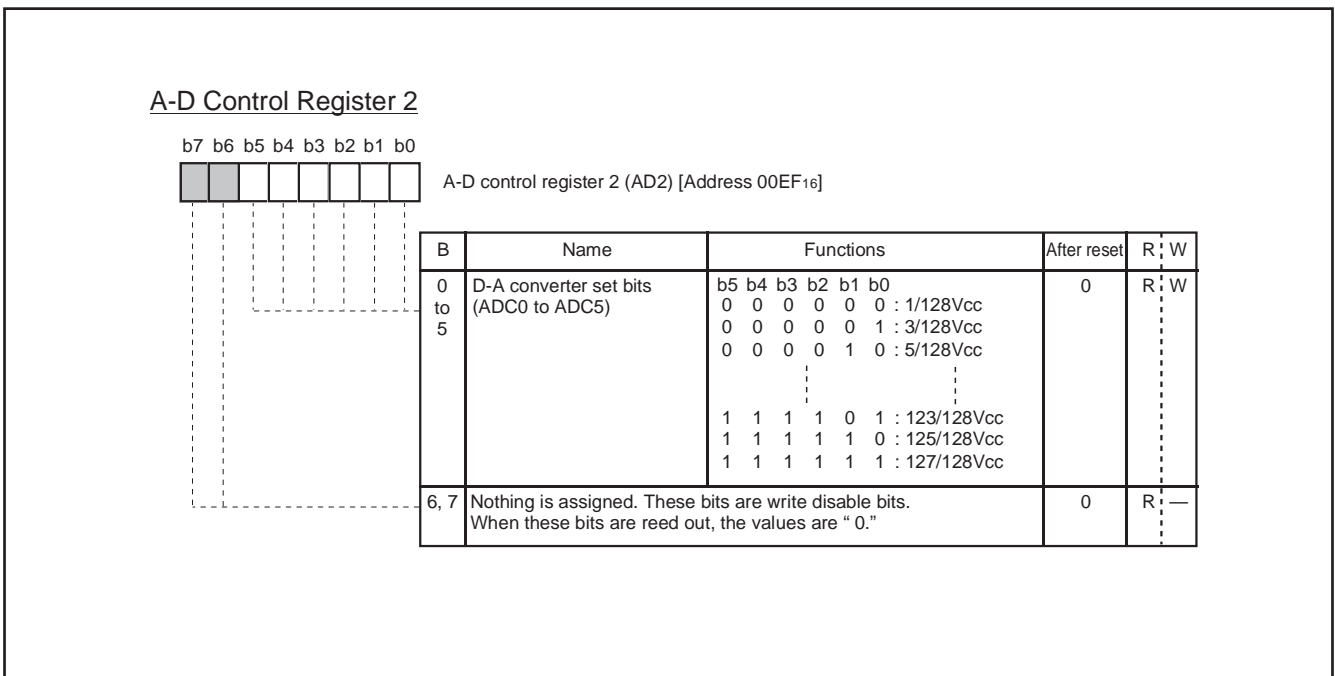 A-D Control Register 2
b7 b6 b5 b4 b3 b2 b1 b0
A-D control register 2 (AD2) [Address 00EF16]
B Name Functions After reset R W
0 to 5 D-A converter set bits (ADC0 to ADC5) 0 R W
b5 b4 b3 b2 b1 b0
0 0 0 0 0 0 : 1/128Vcc
0 0 0 0 0 1 : 3/128Vcc
0 0 0 0 1 0 : 5/128Vcc
1 1 1 1 0 1 : 123/128Vcc
1 1 1 1 1 0 : 125/128Vcc
1 1 1 1 1 1 : 127/128Vcc
6, 7 Nothing is assigned. These bits are write disable bits. 0 R —
When these bits are reed out, the values are “ 0.”